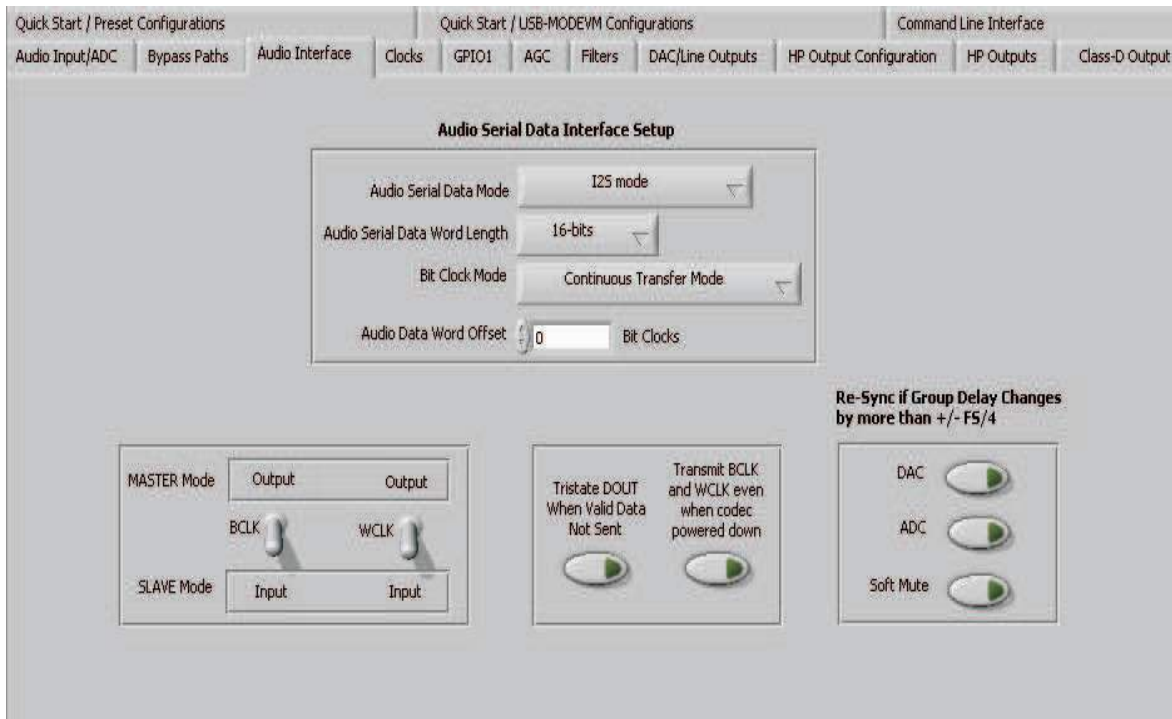 Quick Start / Preset Configurations
Quick Start / USB-MODEVM Configurations
Command Line Interface
Audio Input/ADC
Bypass Paths
Audio Interface
Clocks
GPIO1
AGC
Filters
DAC/Line Outputs
HP Output Configuration
HP Outputs
Class-D Output
Audio Serial Data Interface Setup
Audio Serial Data Mode
I2S mode
Audio Serial Data Word Length
16-bits
Bit Clock Mode
Continuous Transfer Mode
Audio Data Word Offset
0
Bit Clocks
MASTER Mode
Output
Output
BCLK
WCLK
SLAVE Mode
Input
Input
Tristate DOUT
When Valid Data
Not Sent
Transmit BCLK
and WCLK even
when codec
powered down
Re-Sync if Group Delay Changes
by more than +/- FS/4
DAC
ADC
Soft Mute